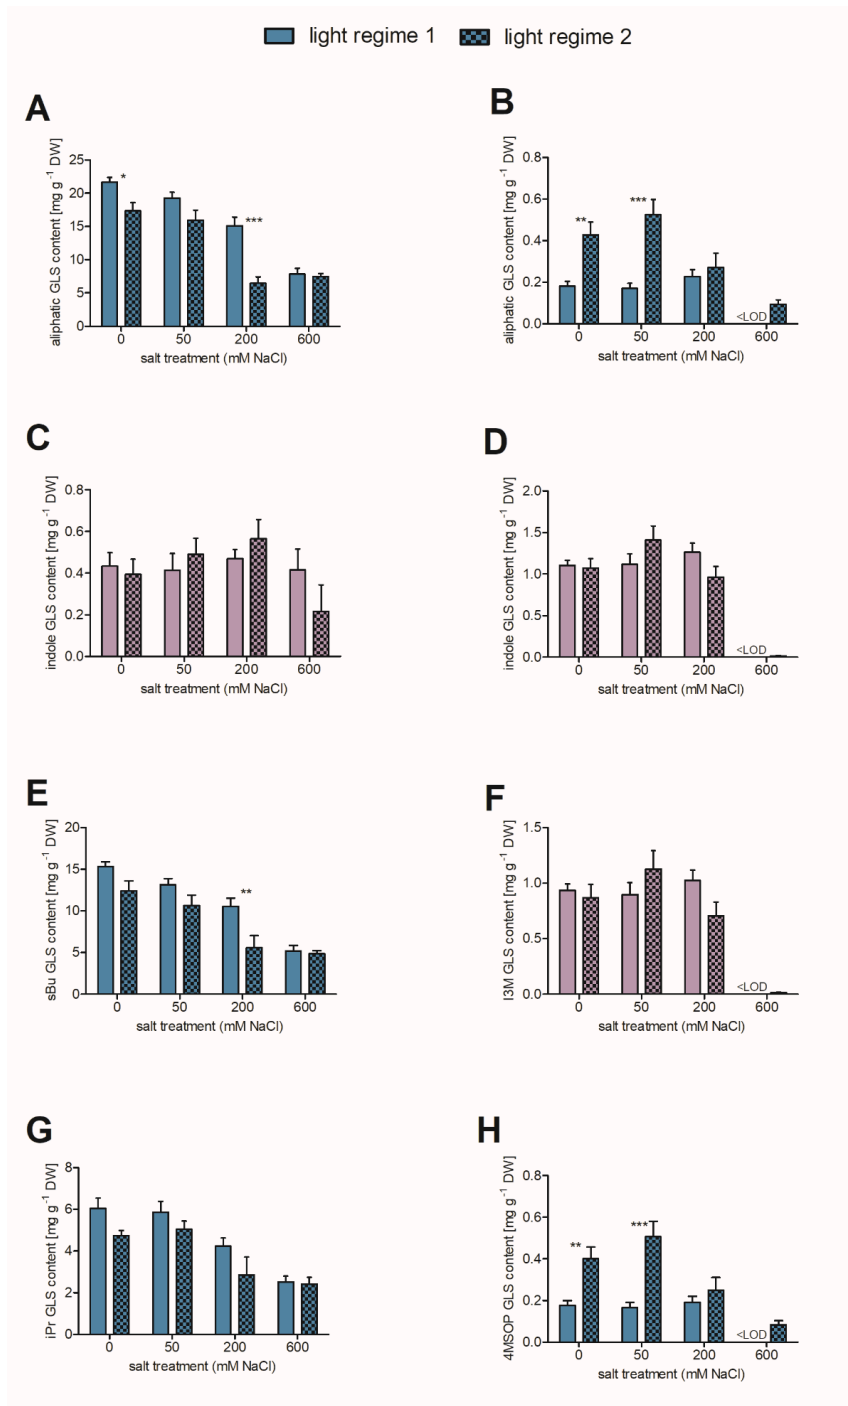 light regime 1 light regime 2
A
aliphatic GLS content [mg g⁻¹ DW]
25
20
15
10
5
0
* ***
0 50 200 600
salt treatment (mM NaCl)
B
aliphatic GLS content [mg g⁻¹ DW]
0.8
0.6
0.4
0.2
0.0
** *** <LOD
0 50 200 600
salt treatment (mM NaCl)
C
indole GLS content [mg g⁻¹ DW]
0.8
0.6
0.4
0.2
0.0
0 50 200 600
salt treatment (mM NaCl)
D
indole GLS content [mg g⁻¹ DW]
2.0
1.5
1.0
0.5
0.0
<LOD
0 50 200 600
salt treatment (mM NaCl)
E
sBu GLS content [mg g⁻¹ DW]
20
15
10
5
0
**
0 50 200 600
salt treatment (mM NaCl)
F
I3M GLS content [mg g⁻¹ DW]
1.5
1.0
0.5
0.0
<LOD
0 50 200 600
salt treatment (mM NaCl)
G
iPr GLS content [mg g⁻¹ DW]
8
6
4
2
0
0 50 200 600
salt treatment (mM NaCl)
H
4MSOP GLS content [mg g⁻¹ DW]
0.8
0.6
0.4
0.2
0.0
** *** <LOD
0 50 200 600
salt treatment (mM NaCl)